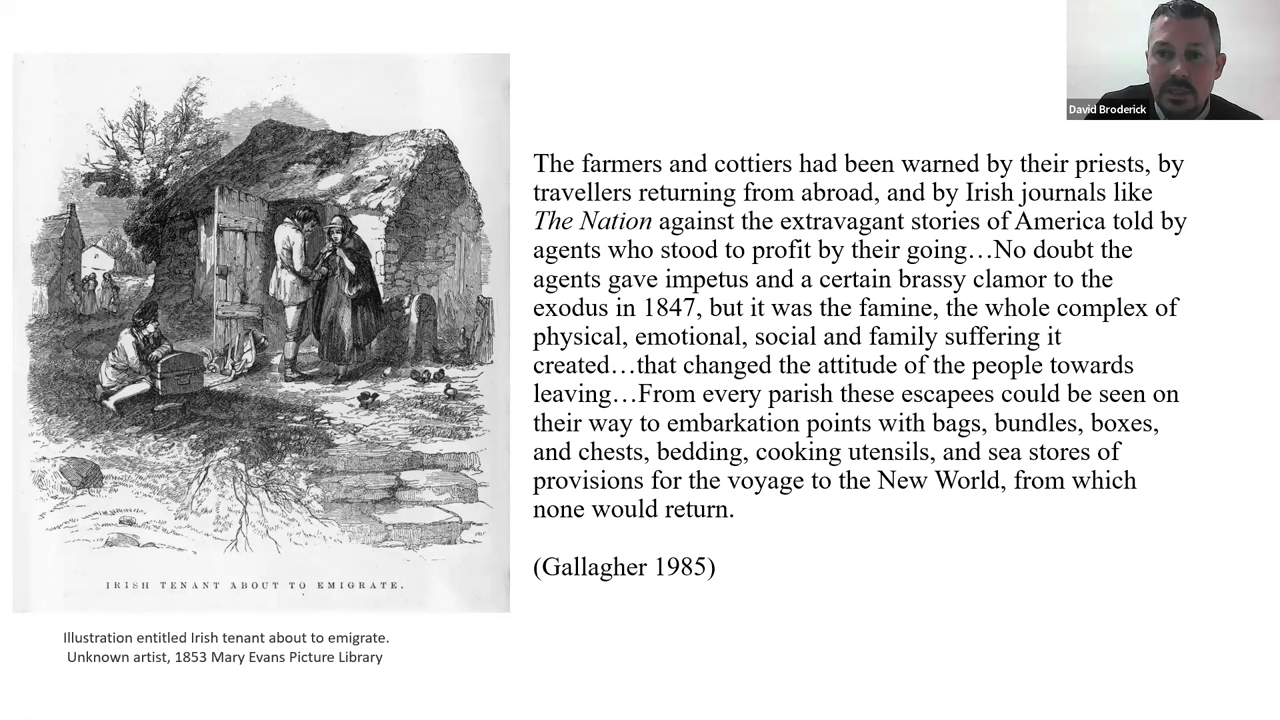 David Broderick
The farmers and cottiers had been warned by their priests, by
travellers returning from abroad, and by Irish journals like
The Nation against the extravagant stories of America told by
agents who stood to profit by their going…No doubt the
agents gave impetus and a certain brassy clamor to the
exodus in 1847, but it was the famine, the whole complex of
physical, emotional, social and family suffering it
created…that changed the attitude of the people towards
leaving…From every parish these escapees could be seen on
their way to embarkation points with bags, bundles, boxes,
and chests, bedding, cooking utensils, and sea stores of
provisions for the voyage to the New World, from which
none would return.
(Gallagher 1985)
IRISH TENANT ABOUT TO EMIGRATE.
Illustration entitled Irish tenant about to emigrate.
Unknown artist, 1853 Mary Evans Picture Library